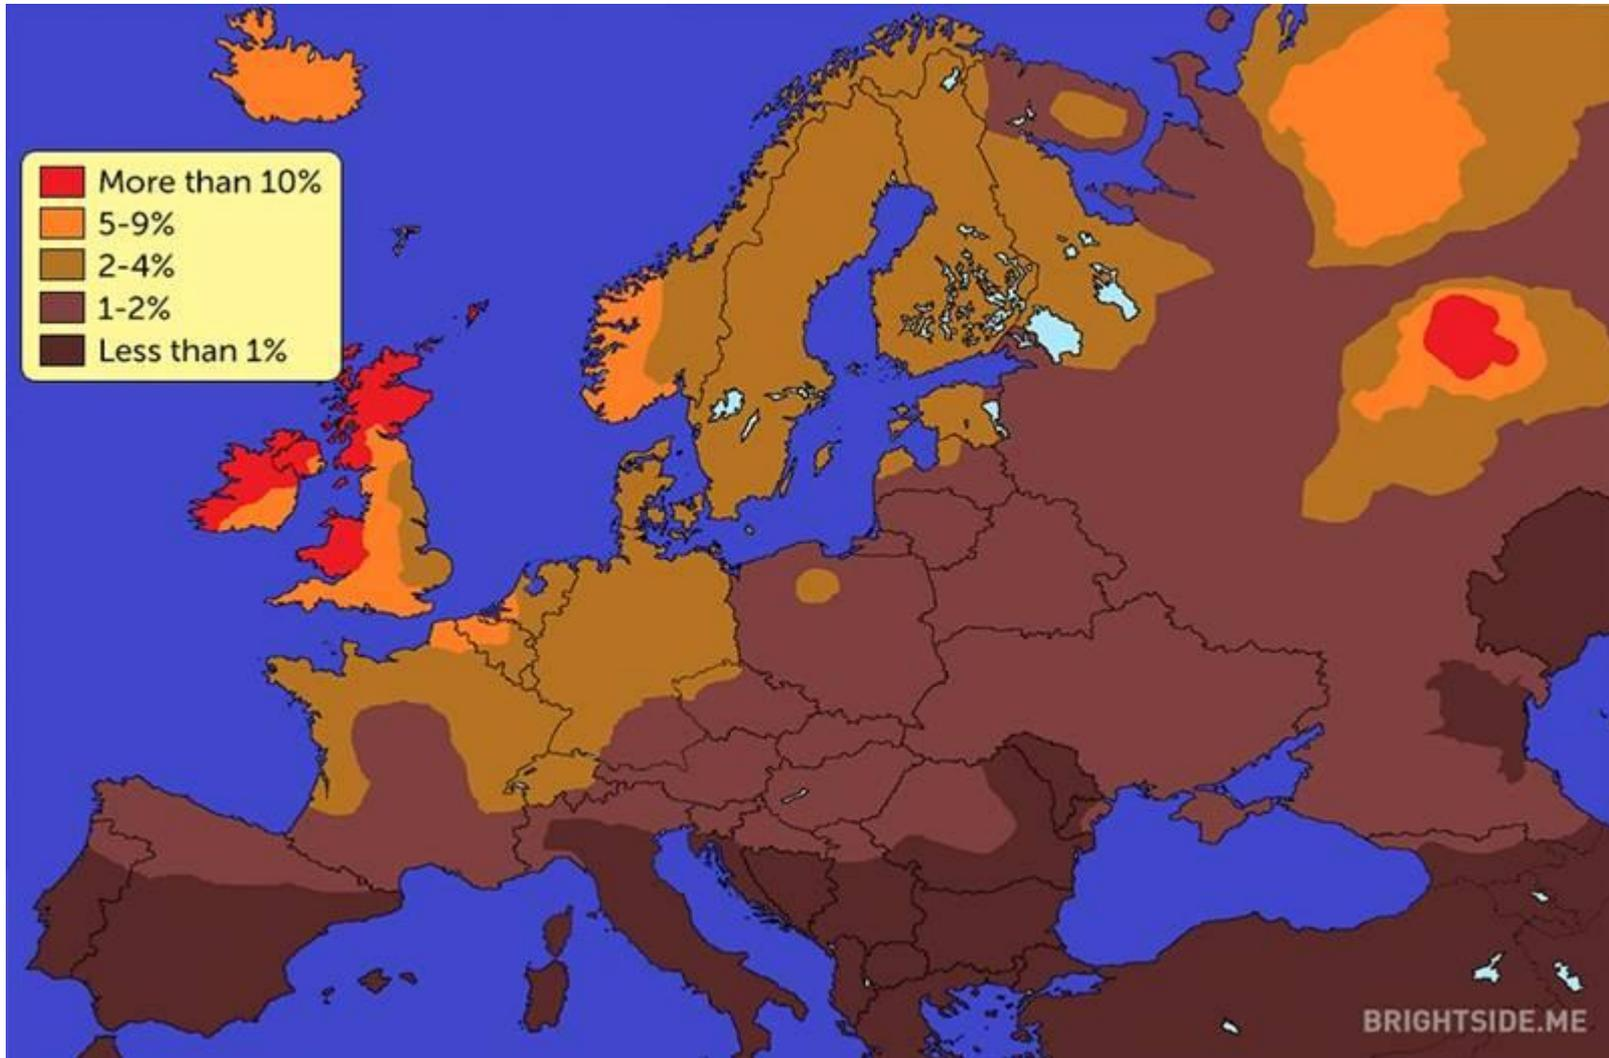 More than 10%
5-9%
2-4%
1-2%
Less than 1%
BRIGHTSIDE.ME